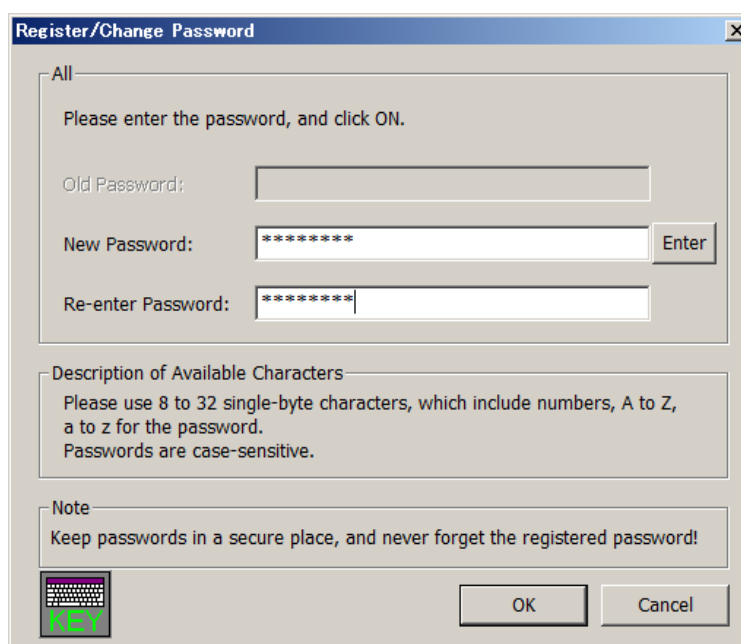 Register/Change Password
All
Please enter the password, and click ON.
Old Password:
New Password: ******** Enter
Re-enter Password: ********
Description of Available Characters
Please use 8 to 32 single-byte characters, which include numbers, A to Z,
a to z for the password.
Passwords are case-sensitive.
Note
Keep passwords in a secure place, and never forget the registered password!
KEY OK Cancel